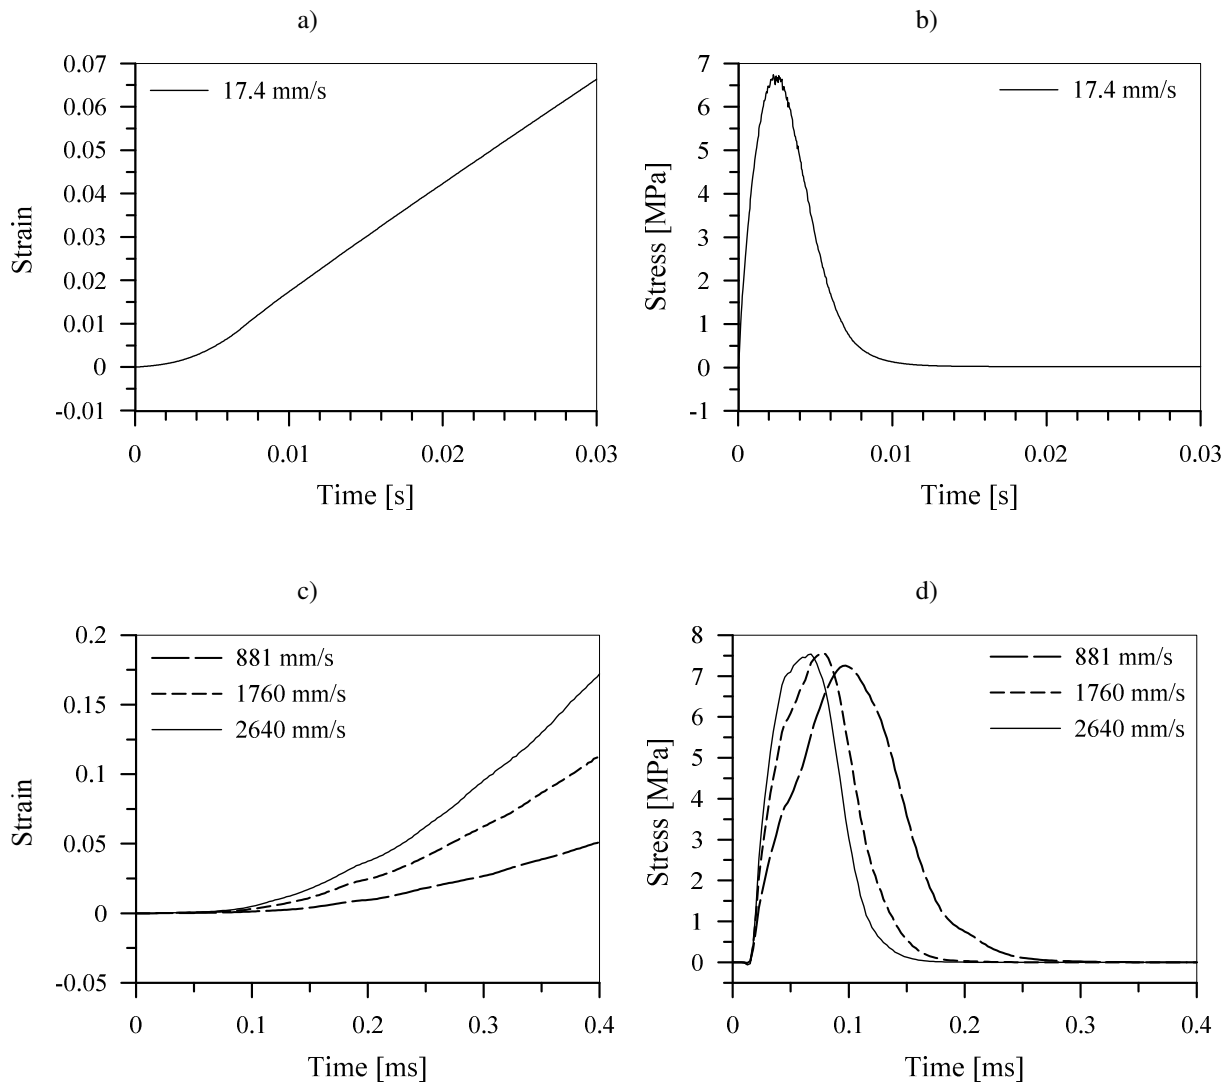 a)
0.07
0.06
0.05
0.04
0.03
0.02
0.01
0
-0.01
Strain
17.4 mm/s
0
0.01
0.02
0.03
Time [s]
b)
7
6
5
4
3
2
1
0
-1
Stress [MPa]
17.4 mm/s
0
0.01
0.02
0.03
Time [s]
c)
0.2
0.15
0.1
0.05
0
-0.05
Strain
881 mm/s
1760 mm/s
2640 mm/s
0
0.1
0.2
0.3
0.4
Time [ms]
d)
8
7
6
5
4
3
2
1
0
Stress [MPa]
881 mm/s
1760 mm/s
2640 mm/s
0
0.1
0.2
0.3
0.4
Time [ms]